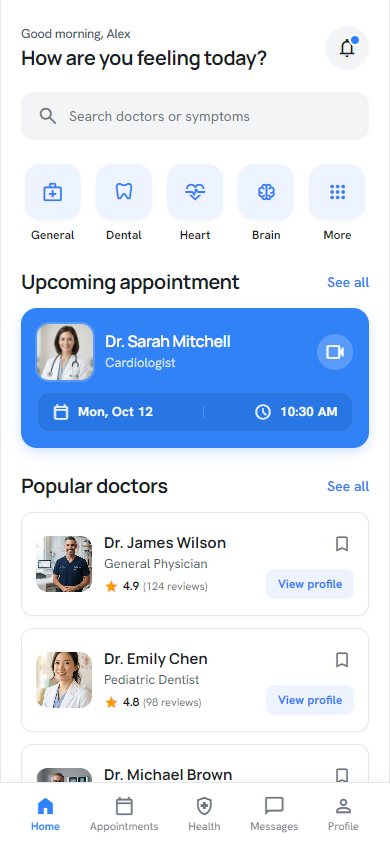 Good morning, Alex
How are you feeling today?
Search doctors or symptoms
General
Dental
Heart
Brain
More
Upcoming appointment
See all
Dr. Sarah Mitchell
Cardiologist
Mon, Oct 12
10:30 AM
Popular doctors
See all
Dr. James Wilson
General Physician
4.9 (124 reviews)
View profile
Dr. Emily Chen
Pediatric Dentist
4.8 (98 reviews)
View profile
Dr. Michael Brown
Home
Appointments
Health
Messages
Profile